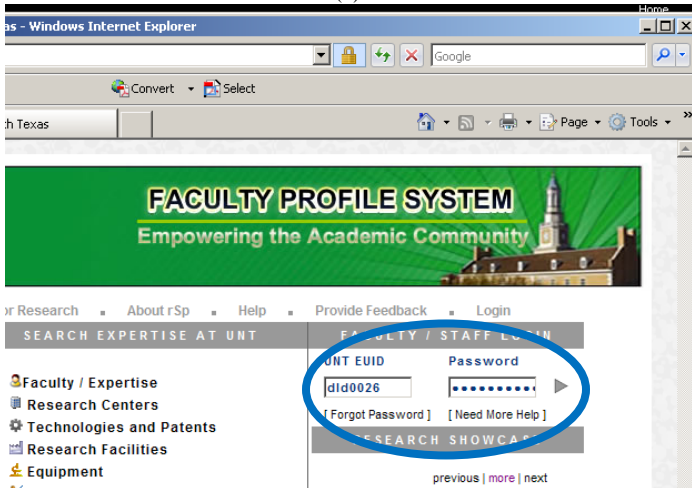 Home
as - Windows Internet Explorer
Google
Convert Select
th Texas
Page Tools »
FACULTY PROFILE SYSTEM
Empowering the Academic Community
or Research ▪ About rSp ▪ Help ▪ Provide Feedback ▪ Login
SEARCH EXPERTISE AT UNT
FACULTY / STAFF LOGIN
UNT EUID Password
dld0026 ••••••••••
[ Forgot Password ] [ Need More Help ]
Faculty / Expertise
Research Centers
Technologies and Patents
Research Facilities
Equipment
RESEARCH SHOWCASE
previous | more | next